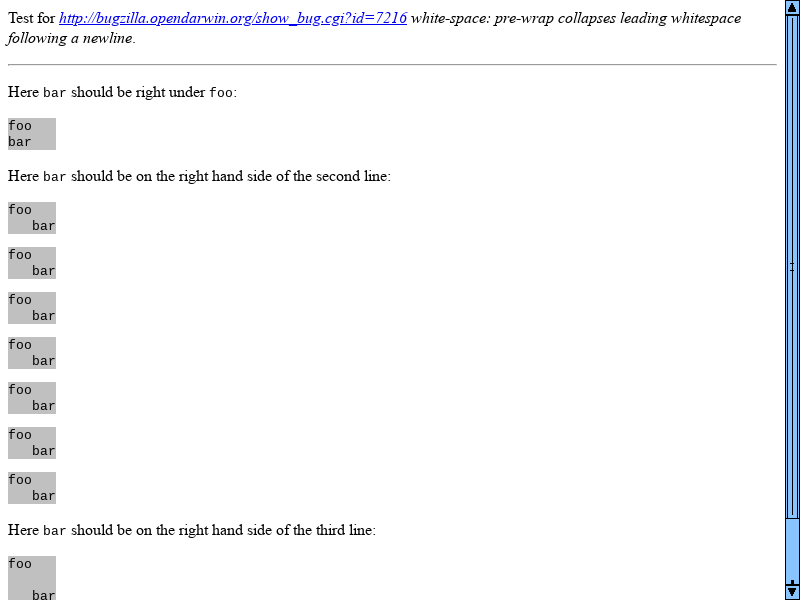 Test for http://bugzilla.opendarwin.org/show_bug.cgi?id=7216 white-space: pre-wrap collapses leading whitespace
following a newline.
Here bar should be right under foo:
foo
bar
Here bar should be on the right hand side of the second line:
foo
   bar
foo
   bar
foo
   bar
foo
   bar
foo
   bar
foo
   bar
foo
   bar
Here bar should be on the right hand side of the third line:
foo
   bar